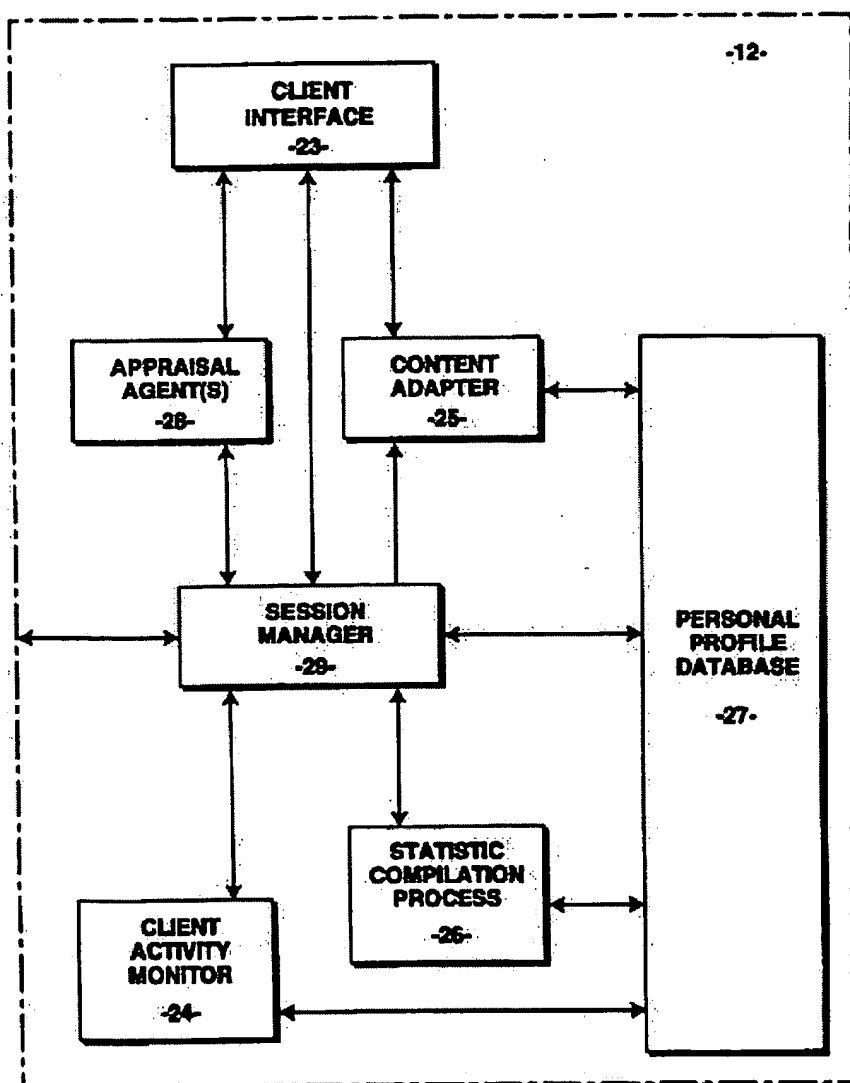 -12-
CLIENT
INTERFACE
-23-
APPRAISAL
AGENT(S)
-28-
CONTENT
ADAPTER
-25-
SESSION
MANAGER
-29-
PERSONAL
PROFILE
DATABASE
-27-
STATISTIC
COMPILATION
PROCESS
-26-
CLIENT
ACTIVITY
MONITOR
-24-